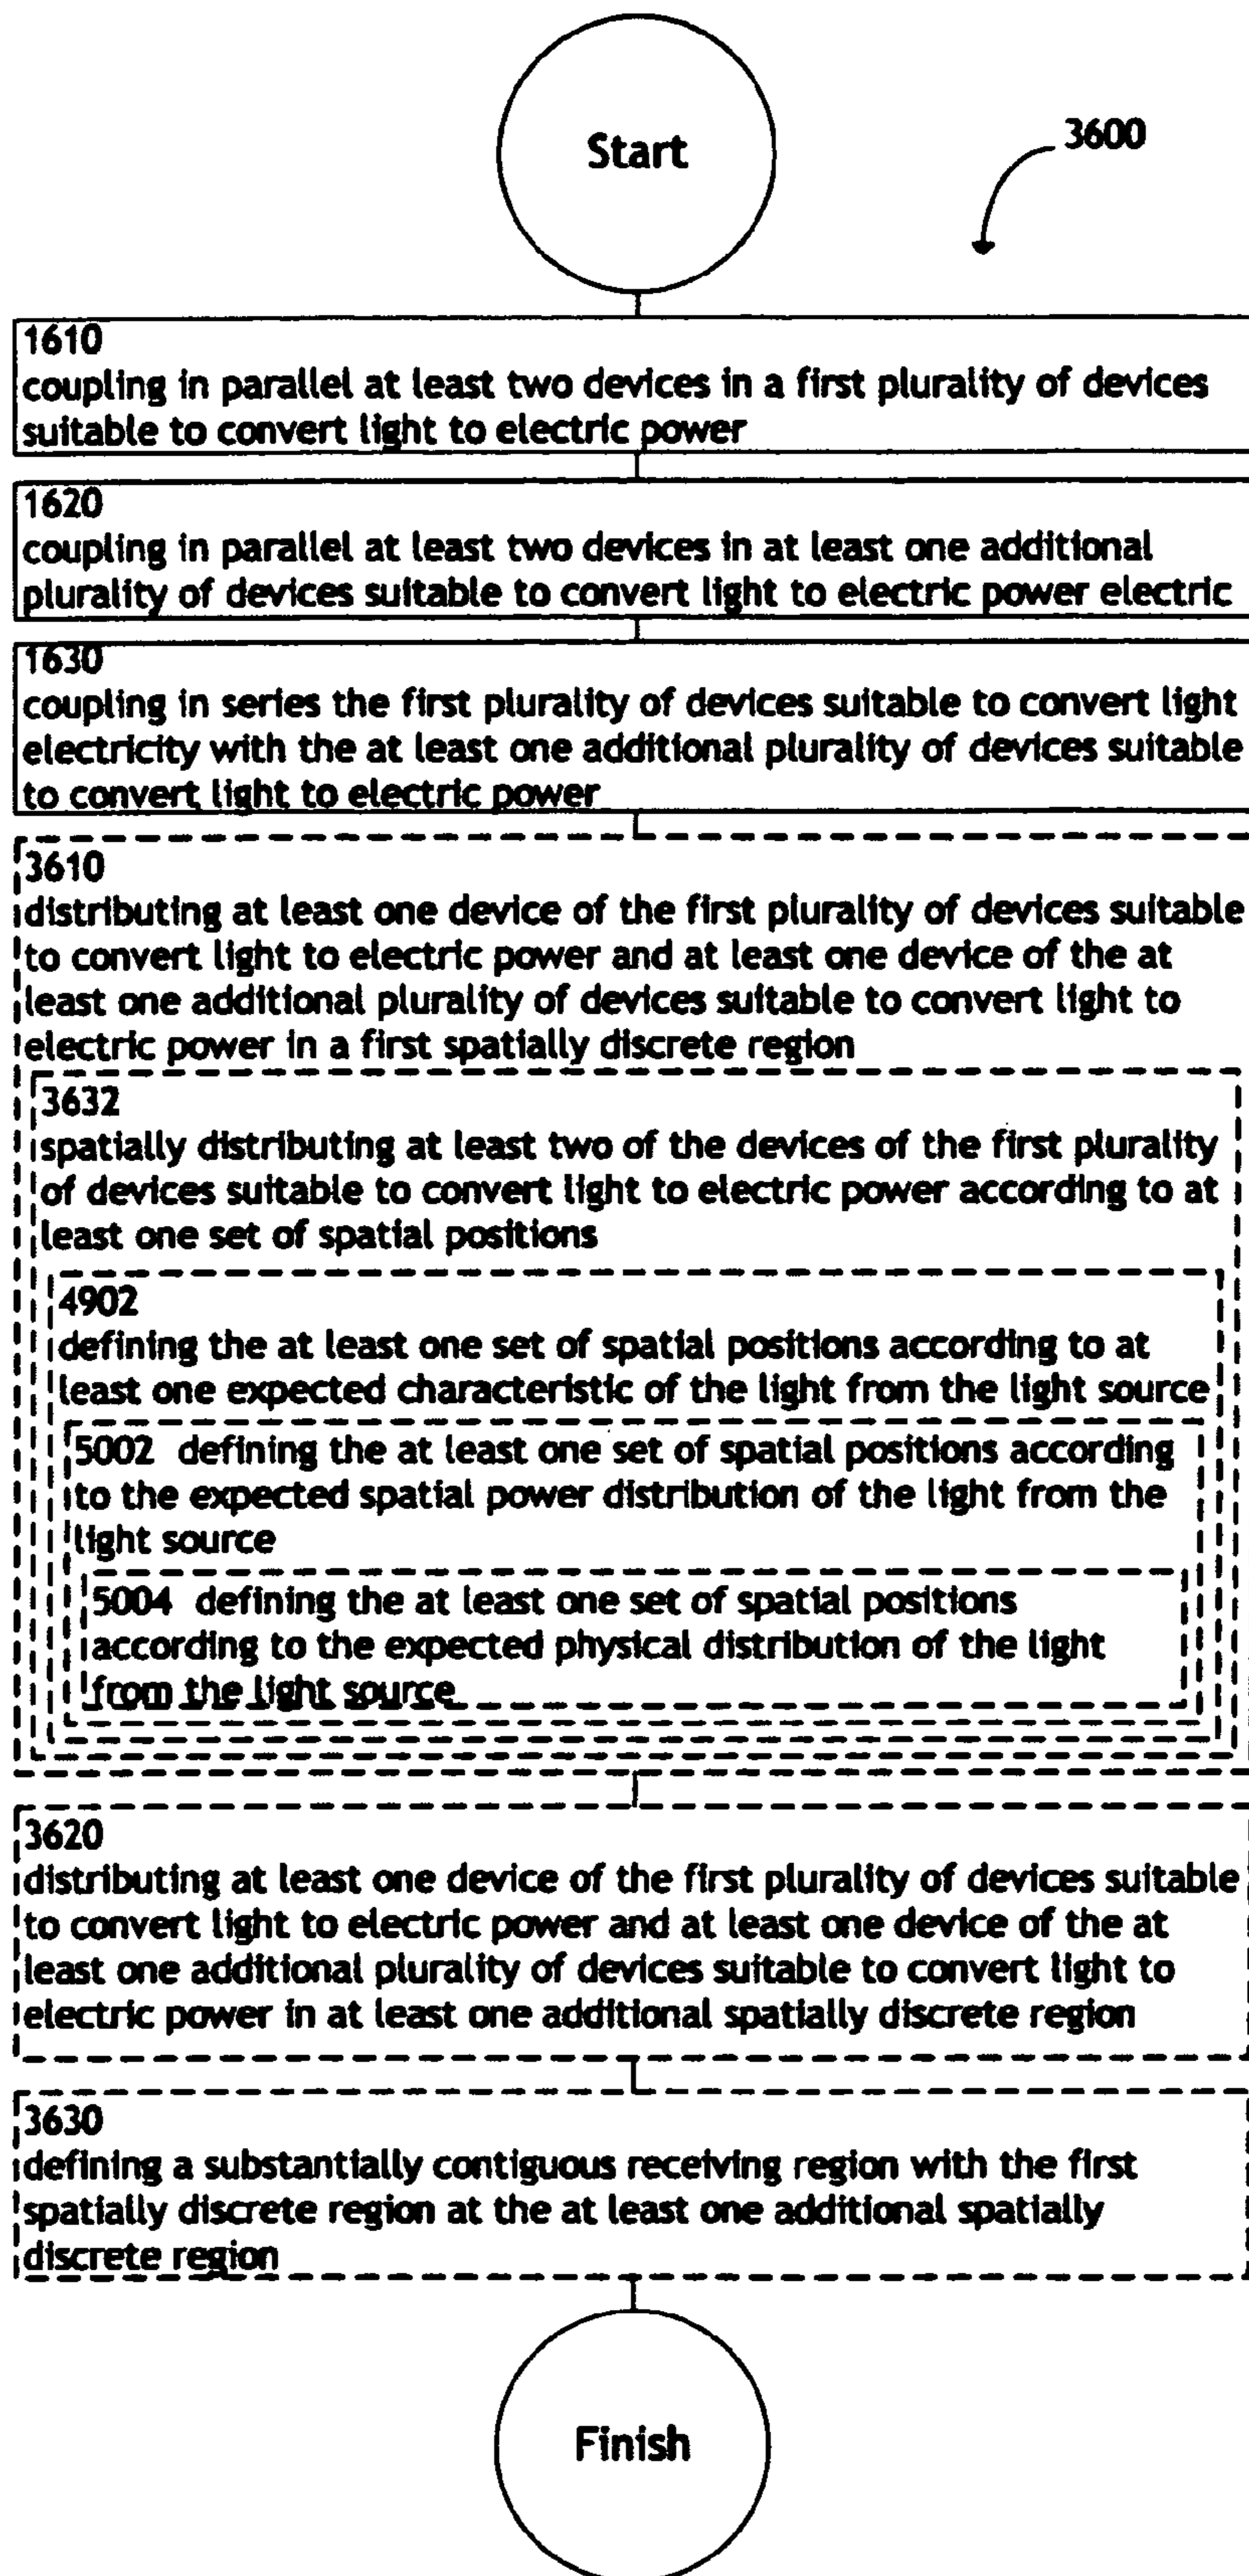 Start
3600
1610
coupling in parallel at least two devices in a first plurality of devices
suitable to convert light to electric power
1620
coupling in parallel at least two devices in at least one additional
plurality of devices suitable to convert light to electric power electric
1630
coupling in series the first plurality of devices suitable to convert light
electricity with the at least one additional plurality of devices suitable
to convert light to electric power
3610
distributing at least one device of the first plurality of devices suitable
to convert light to electric power and at least one device of the at
least one additional plurality of devices suitable to convert light to
electric power in a first spatially discrete region
3632
spatially distributing at least two of the devices of the first plurality
of devices suitable to convert light to electric power according to at
least one set of spatial positions
4902
defining the at least one set of spatial positions according to at
least one expected characteristic of the light from the light source
5002 defining the at least one set of spatial positions according
to the expected spatial power distribution of the light from the
light source
5004 defining the at least one set of spatial positions
according to the expected physical distribution of the light
from the light source
3620
distributing at least one device of the first plurality of devices suitable
to convert light to electric power and at least one device of the at
least one additional plurality of devices suitable to convert light to
electric power in at least one additional spatially discrete region
3630
defining a substantially contiguous receiving region with the first
spatially discrete region at the at least one additional spatially
discrete region
Finish